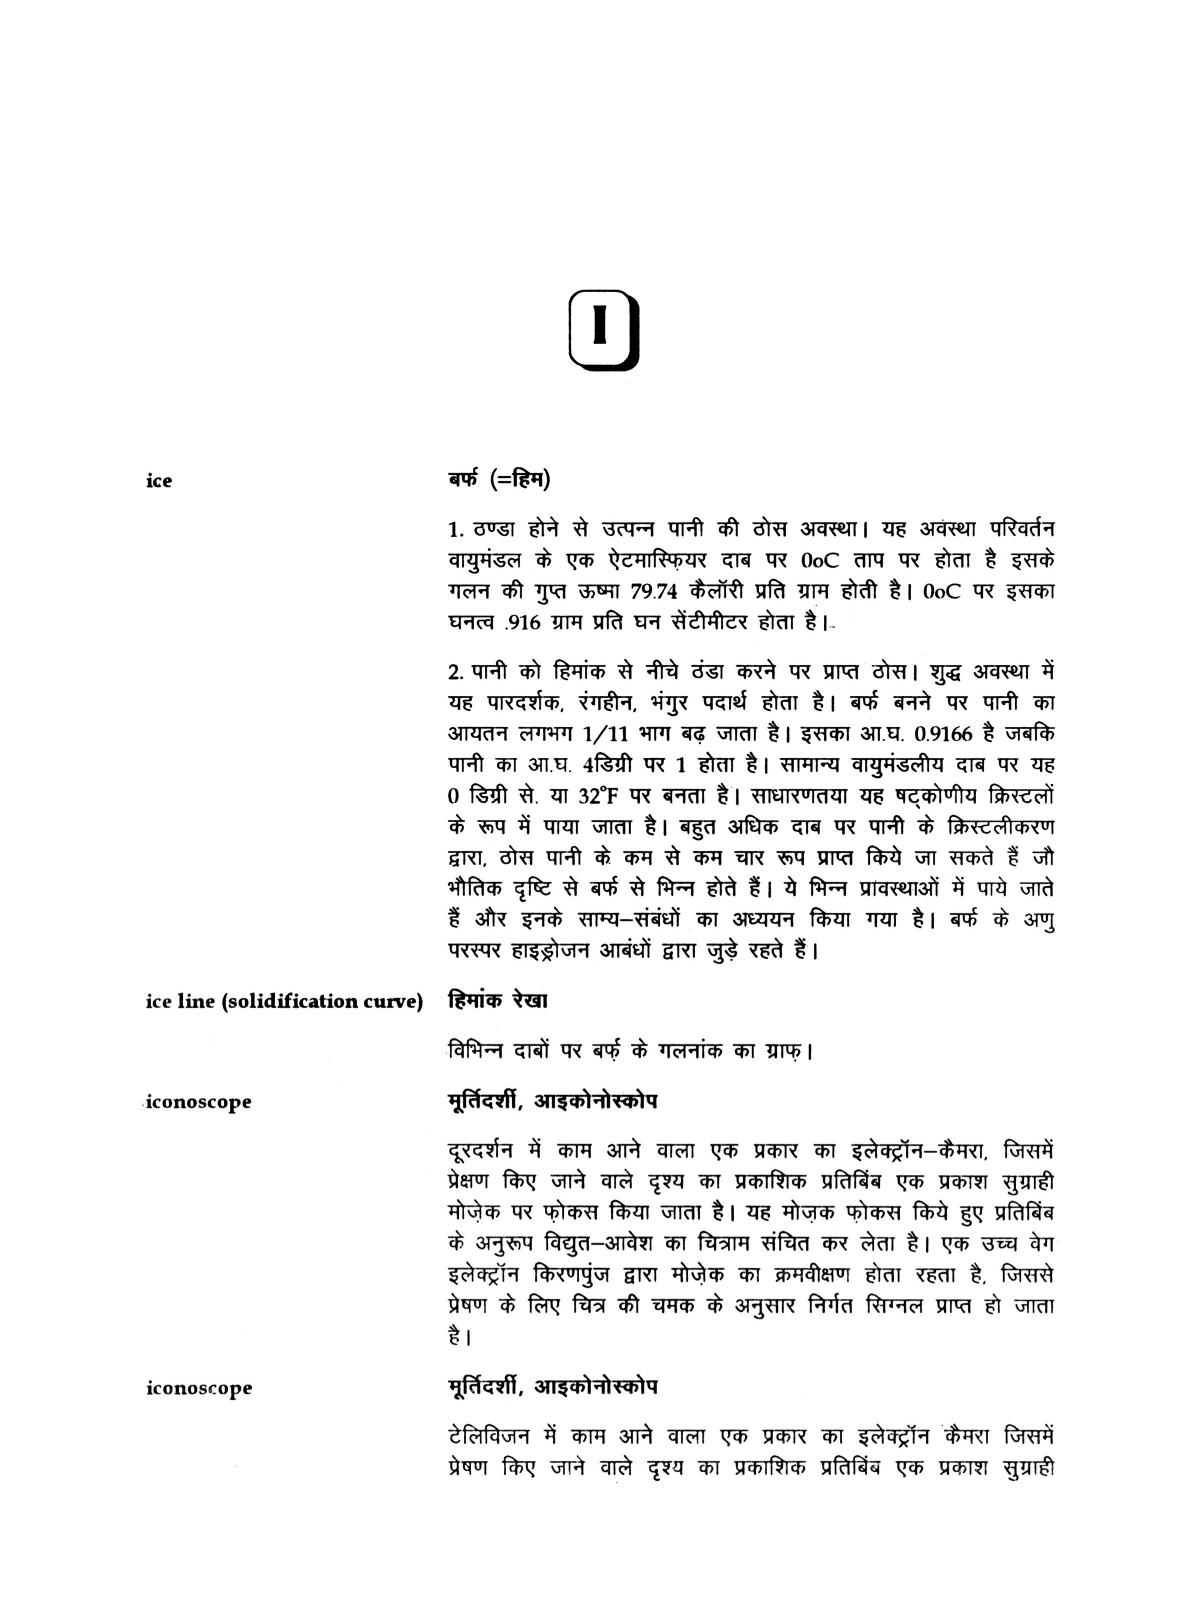 I
ice बर्फ (=हिम)
1. ठण्डा होने से उत्पन्न पानी की ठोस अवस्था। यह अवस्था परिवर्तन
वायुमंडल के एक ऐटमास्फ़ियर दाब पर 0oC ताप पर होता है इसके
गलन की गुप्त ऊष्मा 79.74 कैलॉरी प्रति ग्राम होती है। 0oC पर इसका
घनत्व .916 ग्राम प्रति घन सेंटीमीटर होता है।
2. पानी को हिमांक से नीचे ठंडा करने पर प्राप्त ठोस। शुद्ध अवस्था में
यह पारदर्शक, रंगहीन, भंगुर पदार्थ होता है। बर्फ बनने पर पानी का
आयतन लगभग 1/11 भाग बढ़ जाता है। इसका आ.घ. 0.9166 है जबकि
पानी का आ.घ. 4डिग्री पर 1 होता है। सामान्य वायुमंडलीय दाब पर यह
0 डिग्री से. या 32°F पर बनता है। साधारणतया यह षट्कोणीय क्रिस्टलों
के रूप में पाया जाता है। बहुत अधिक दाब पर पानी के क्रिस्टलीकरण
द्वारा, ठोस पानी के कम से कम चार रूप प्राप्त किये जा सकते हैं जौ
भौतिक दृष्टि से बर्फ से भिन्न होते हैं। ये भिन्न प्रावस्थाओं में पाये जाते
हैं और इनके साम्य–संबंधों का अध्ययन किया गया है। बर्फ के अणु
परस्पर हाइड्रोजन आबंधों द्वारा जुड़े रहते हैं।
ice line (solidification curve) हिमांक रेखा
विभिन्न दाबों पर बर्फ़ के गलनांक का ग्राफ़।
iconoscope मूर्तिदर्शी, आइकोनोस्कोप
दूरदर्शन में काम आने वाला एक प्रकार का इलेक्ट्रॉन–कैमरा, जिसमें
प्रेक्षण किए जाने वाले दृश्य का प्रकाशिक प्रतिबिंब एक प्रकाश सुग्राही
मोज़ेक पर फ़ोकस किया जाता है। यह मोज़क फ़ोकस किये हुए प्रतिबिंब
के अनुरूप विद्युत–आवेश का चित्राम संचित कर लेता है। एक उच्च वेग
इलेक्ट्रॉन किरणपुंज द्वारा मोज़ेक का क्रमवीक्षण होता रहता है, जिससे
प्रेषण के लिए चित्र की चमक के अनुसार निर्गत सिग्नल प्राप्त हो जाता
है।
iconoscope मूर्तिदर्शी, आइकोनोस्कोप
टेलिविजन में काम आने वाला एक प्रकार का इलेक्ट्रॉन कैमरा जिसमें
प्रेषण किए जाने वाले दृश्य का प्रकाशिक प्रतिबिंब एक प्रकाश सुग्राही